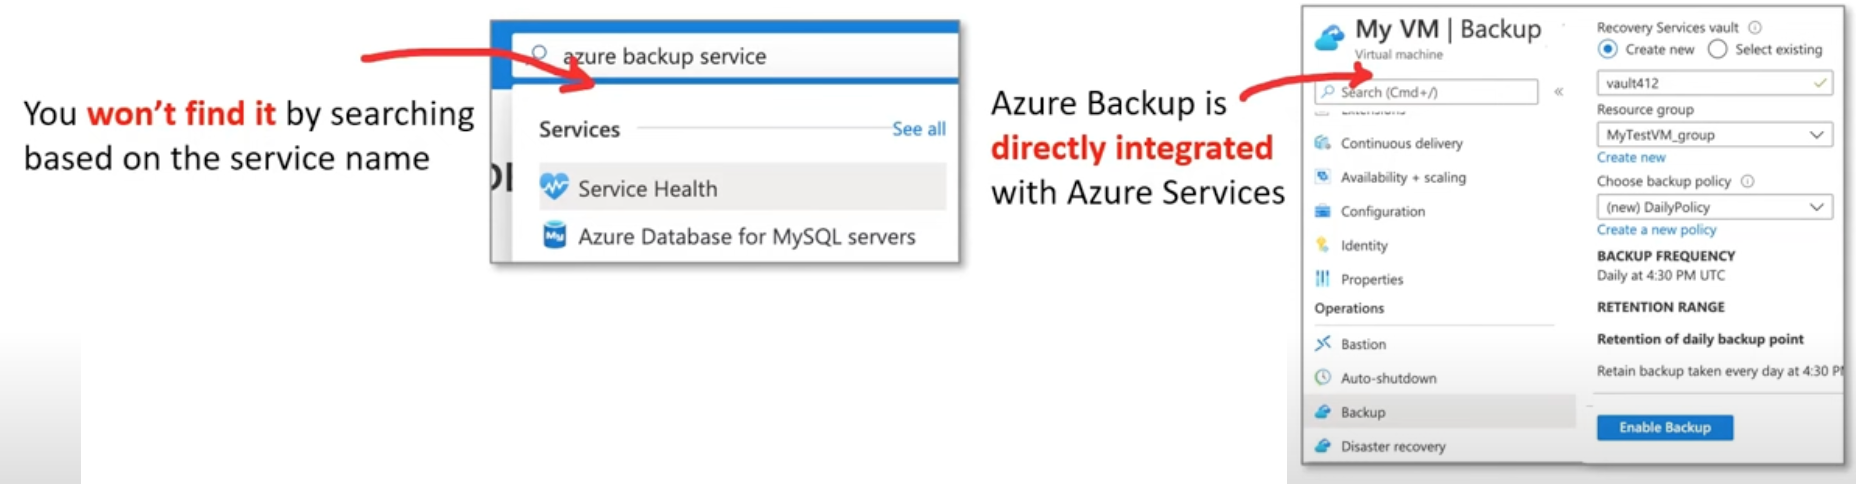 You won't find it by searching
based on the service name
azure backup service
Services
See all
Service Health
My
Azure Database for MySQL servers
Azure Backup is
directly integrated
with Azure Services
My VM | Backup
Virtual machine
Search (Cmd+/)
«
Continuous delivery
Availability + scaling
Configuration
Identity
Properties
Operations
Bastion
Auto-shutdown
Backup
Disaster recovery
Recovery Services vault
Create new
Select existing
vault412
Resource group
MyTestVM_group
Create new
Choose backup policy
(new) DailyPolicy
Create a new policy
BACKUP FREQUENCY
Daily at 4:30 PM UTC
RETENTION RANGE
Retention of daily backup point
Retain backup taken every day at 4:30
Enable Backup